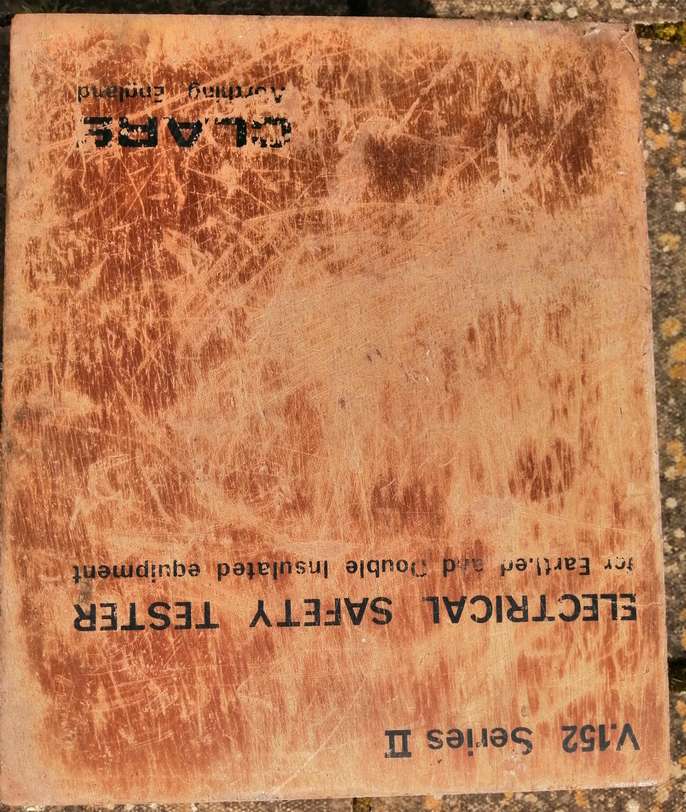 V.152 Series II
ELECTRICAL SAFETY TESTER
for Earthed and Double Insulated equipment
CLARE
Worthing England